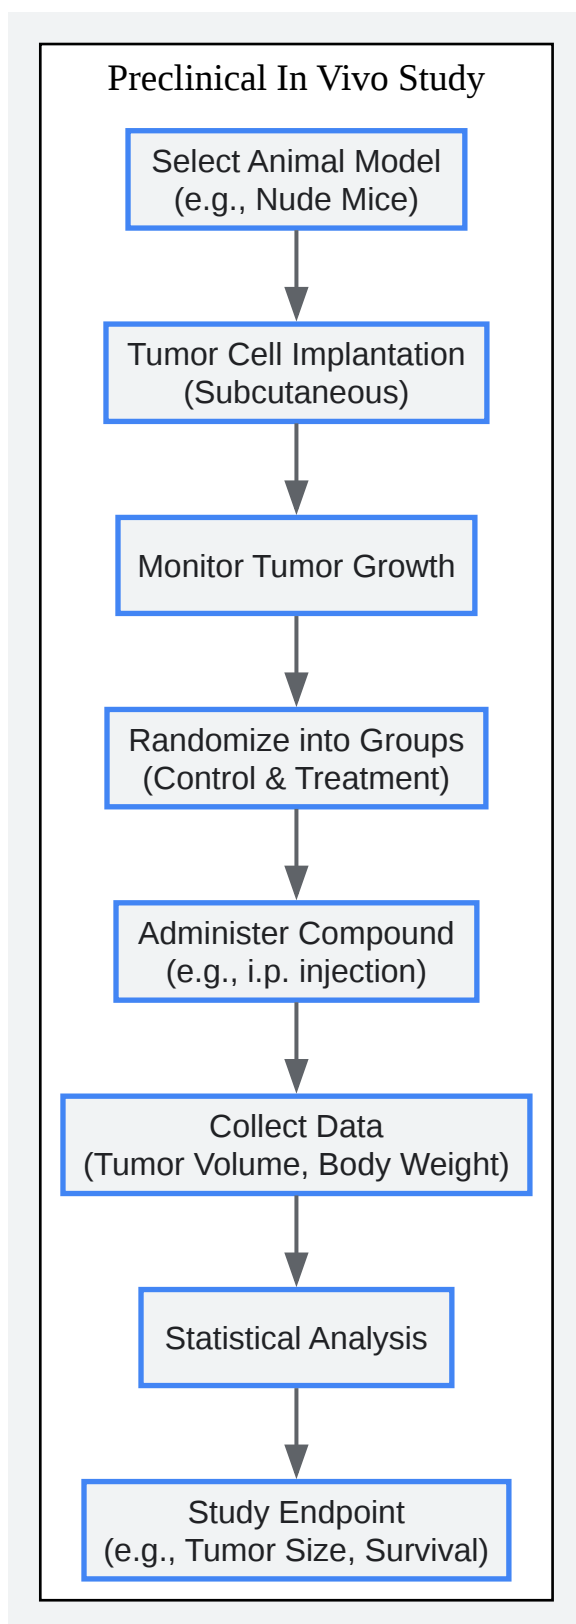 Preclinical In Vivo Study
Select Animal Model
(e.g., Nude Mice)
Tumor Cell Implantation
(Subcutaneous)
Monitor Tumor Growth
Randomize into Groups
(Control & Treatment)
Administer Compound
(e.g., i.p. injection)
Collect Data
(Tumor Volume, Body Weight)
Statistical Analysis
Study Endpoint
(e.g., Tumor Size, Survival)